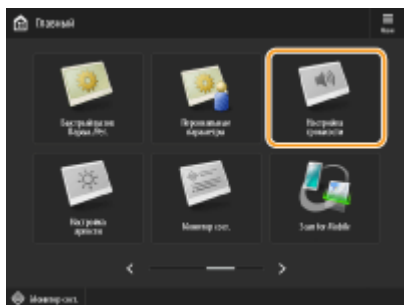 Главный
Персональные
параметры
Настройка
громкости
Настройка
яркости
Монитор сост.
Scan for Mobile
Монитор сост.